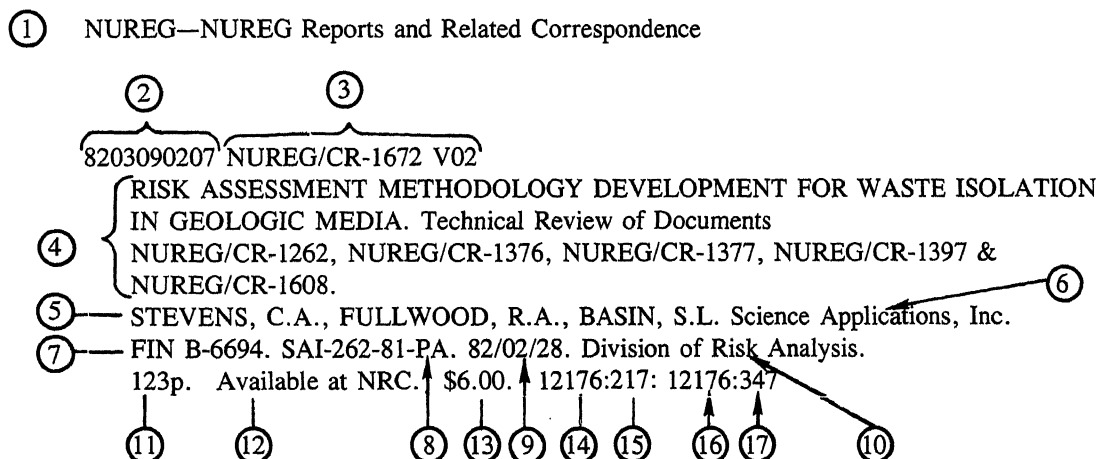 ① NUREG—NUREG Reports and Related Correspondence
② ③
8203090207 NUREG/CR-1672 V02
RISK ASSESSMENT METHODOLOGY DEVELOPMENT FOR WASTE ISOLATION
IN GEOLOGIC MEDIA. Technical Review of Documents
④ NUREG/CR-1262, NUREG/CR-1376, NUREG/CR-1377, NUREG/CR-1397 &
NUREG/CR-1608.
⑥
⑤ STEVENS, C.A., FULLWOOD, R.A., BASIN, S.L. Science Applications, Inc.
⑦ FIN B-6694. SAI-262-81-PA. 82/02/28. Division of Risk Analysis.
123p. Available at NRC. $6.00. 12176:217: 12176:347
⑪ ⑫ ⑧ ⑬ ⑨ ⑭ ⑮ ⑯ ⑰ ⑩